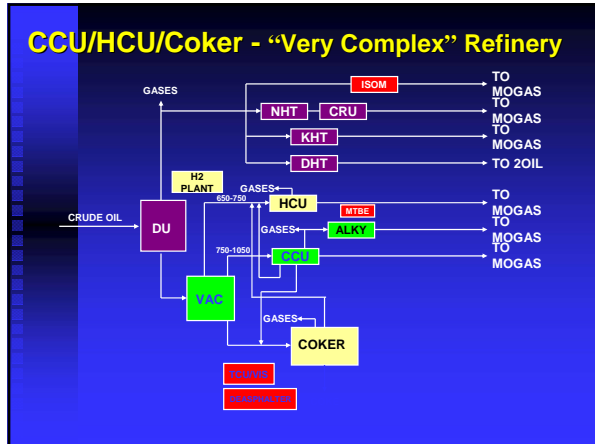 CCU/HCU/Coker - “Very Complex” Refinery
GASES
ISOM
TO
MOGAS
NHT
CRU
TO
MOGAS
KHT
TO
MOGAS
DHT
TO 2OIL
H2
PLANT
GASES
650-750
HCU
TO
MOGAS
MTBE
CRUDE OIL
DU
GASES
ALKY
TO
MOGAS
750-1050
CCU
TO
MOGAS
VAC
GASES
COKER